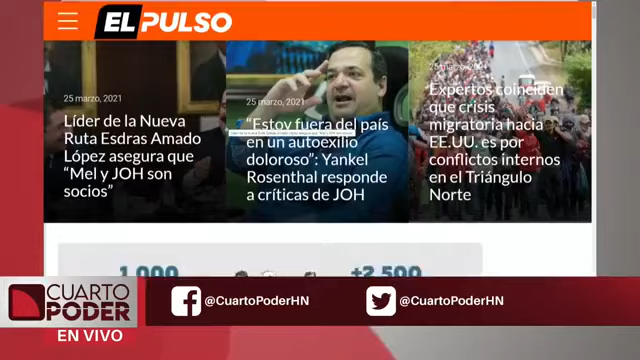 EL PULSO
25 marzo, 2021
Líder de la Nueva
Ruta Esdras Amado
López asegura que
“Mel y JOH son
socios”
25 marzo, 2021
“Estoy fuera del país
en un autoexilio
doloroso”: Yankel
Rosenthal responde
a críticas de JOH
25 marzo, 2021
Expertos coinciden
que crisis
migratoria hacia
EE.UU. es por
conflictos internos
en el Triángulo
Norte
1,000
+2,500
CUARTO
PODER
EN VIVO
@CuartoPoderHN
@CuartoPoderHN